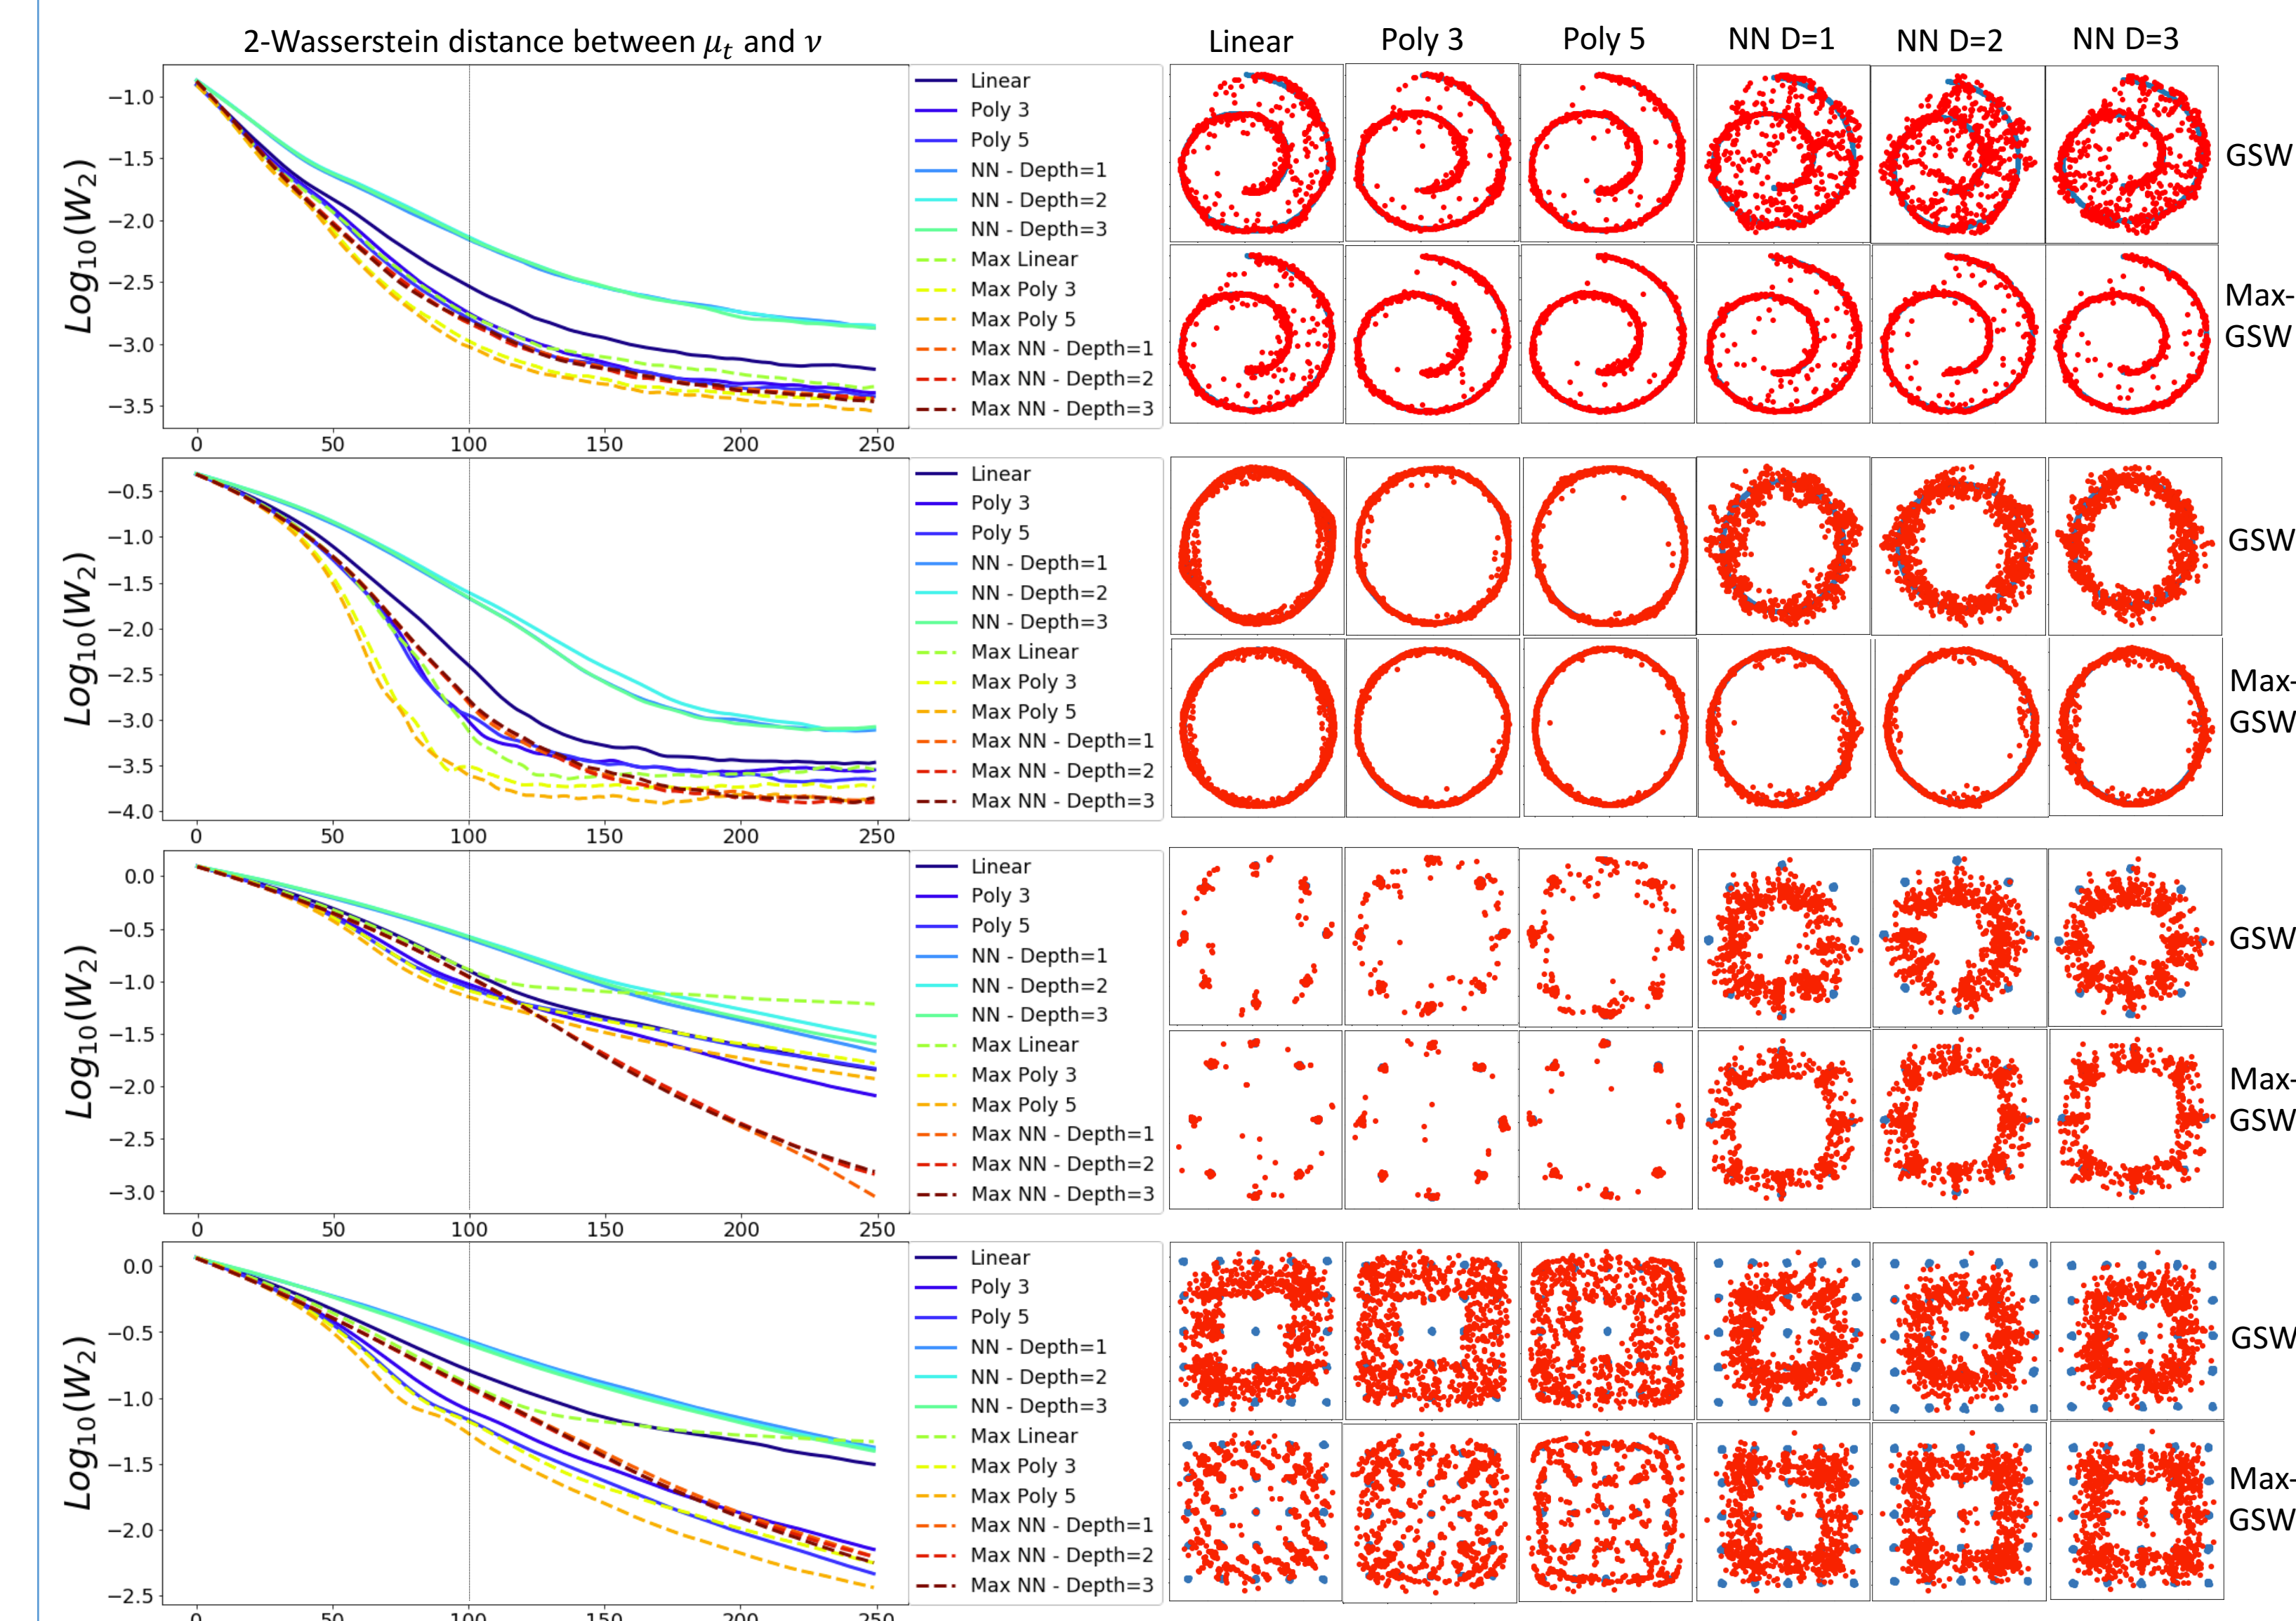 2-Wasserstein distance between μₜ and ν
Linear Poly 3 Poly 5 NN D=1 NN D=2 NN D=3
Log₁₀(W₂)
−1.0
−1.5
−2.0
−2.5
−3.0
−3.5
0 50 100 150 200 250
Linear
Poly 3
Poly 5
NN - Depth=1
NN - Depth=2
NN - Depth=3
Max Linear
Max Poly 3
Max Poly 5
Max NN - Depth=1
Max NN - Depth=2
Max NN - Depth=3
GSW
Max-
GSW
Log₁₀(W₂)
−0.5
−1.0
−1.5
−2.0
−2.5
−3.0
−3.5
−4.0
0 50 100 150 200 250
Linear
Poly 3
Poly 5
NN - Depth=1
NN - Depth=2
NN - Depth=3
Max Linear
Max Poly 3
Max Poly 5
Max NN - Depth=1
Max NN - Depth=2
Max NN - Depth=3
GSW
Max-
GSW
Log₁₀(W₂)
0.0
−0.5
−1.0
−1.5
−2.0
−2.5
−3.0
0 50 100 150 200 250
Linear
Poly 3
Poly 5
NN - Depth=1
NN - Depth=2
NN - Depth=3
Max Linear
Max Poly 3
Max Poly 5
Max NN - Depth=1
Max NN - Depth=2
Max NN - Depth=3
GSW
Max-
GSW
Log₁₀(W₂)
0.0
−0.5
−1.0
−1.5
−2.0
−2.5
0 50 100 150 200 250
Linear
Poly 3
Poly 5
NN - Depth=1
NN - Depth=2
NN - Depth=3
Max Linear
Max Poly 3
Max Poly 5
Max NN - Depth=1
Max NN - Depth=2
Max NN - Depth=3
GSW
Max-
GSW